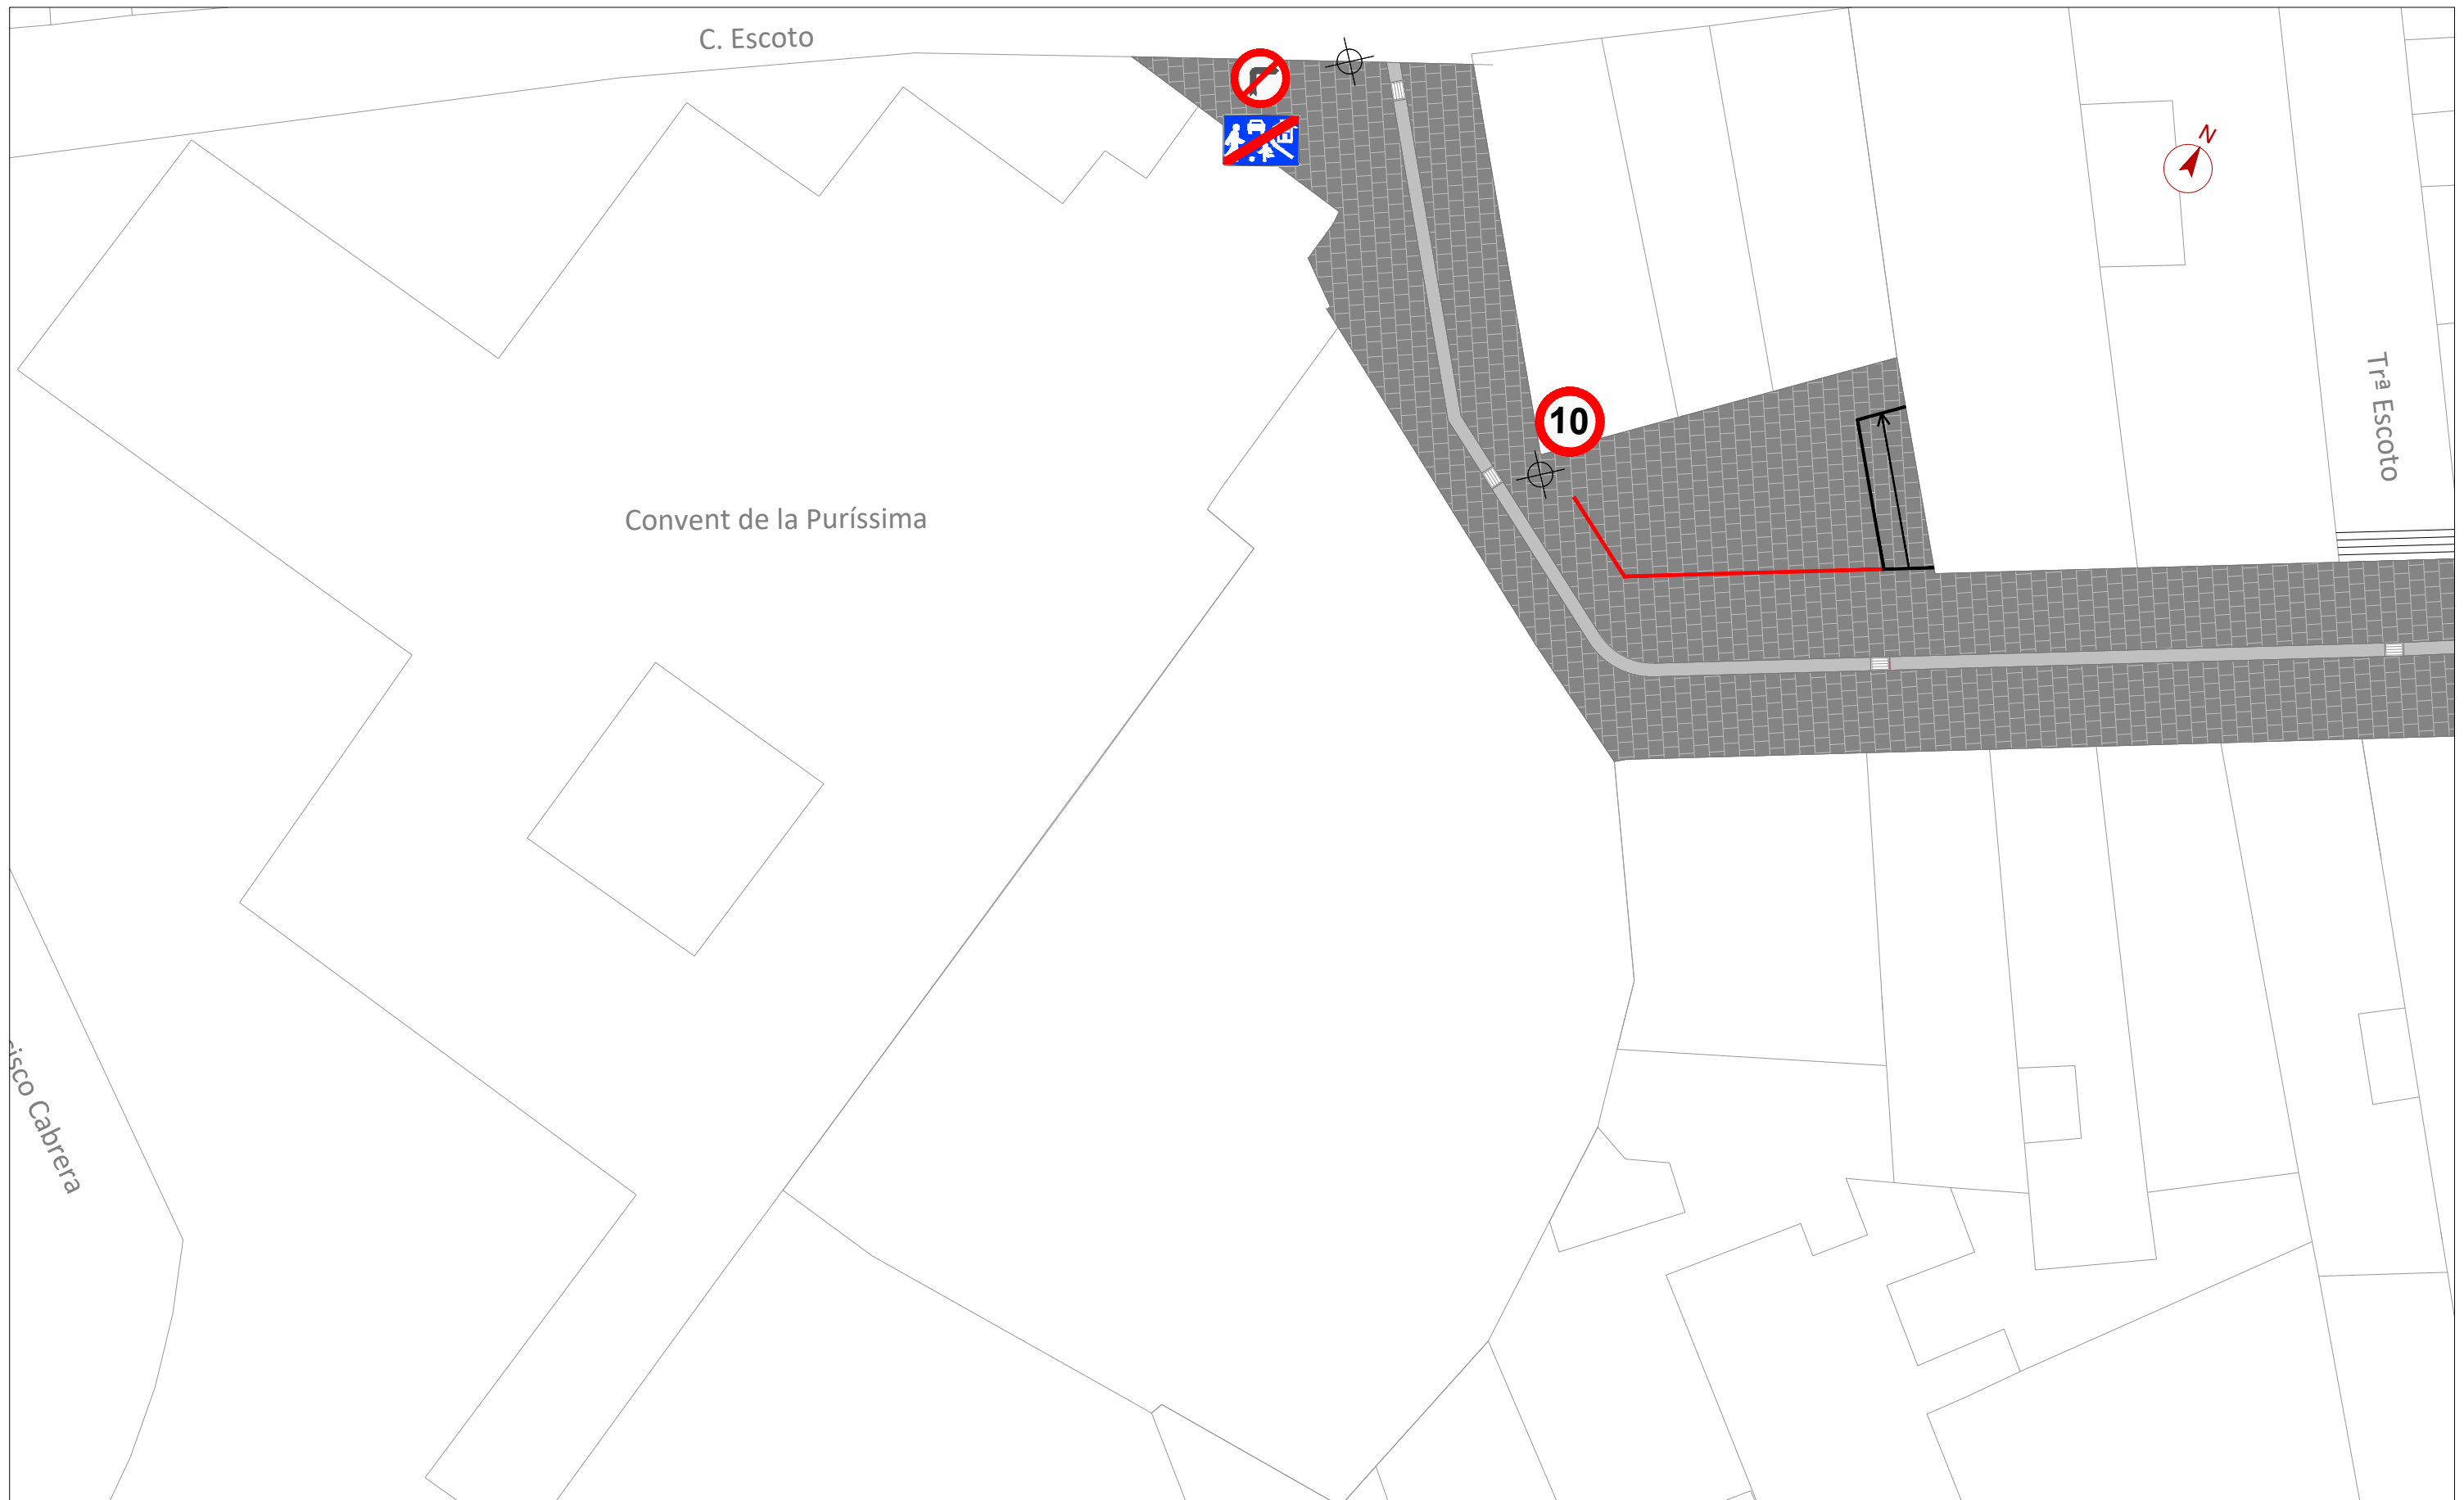 C. Escoto
N
Trª Escoto
10
Convent de la Puríssima
isco Cabrera